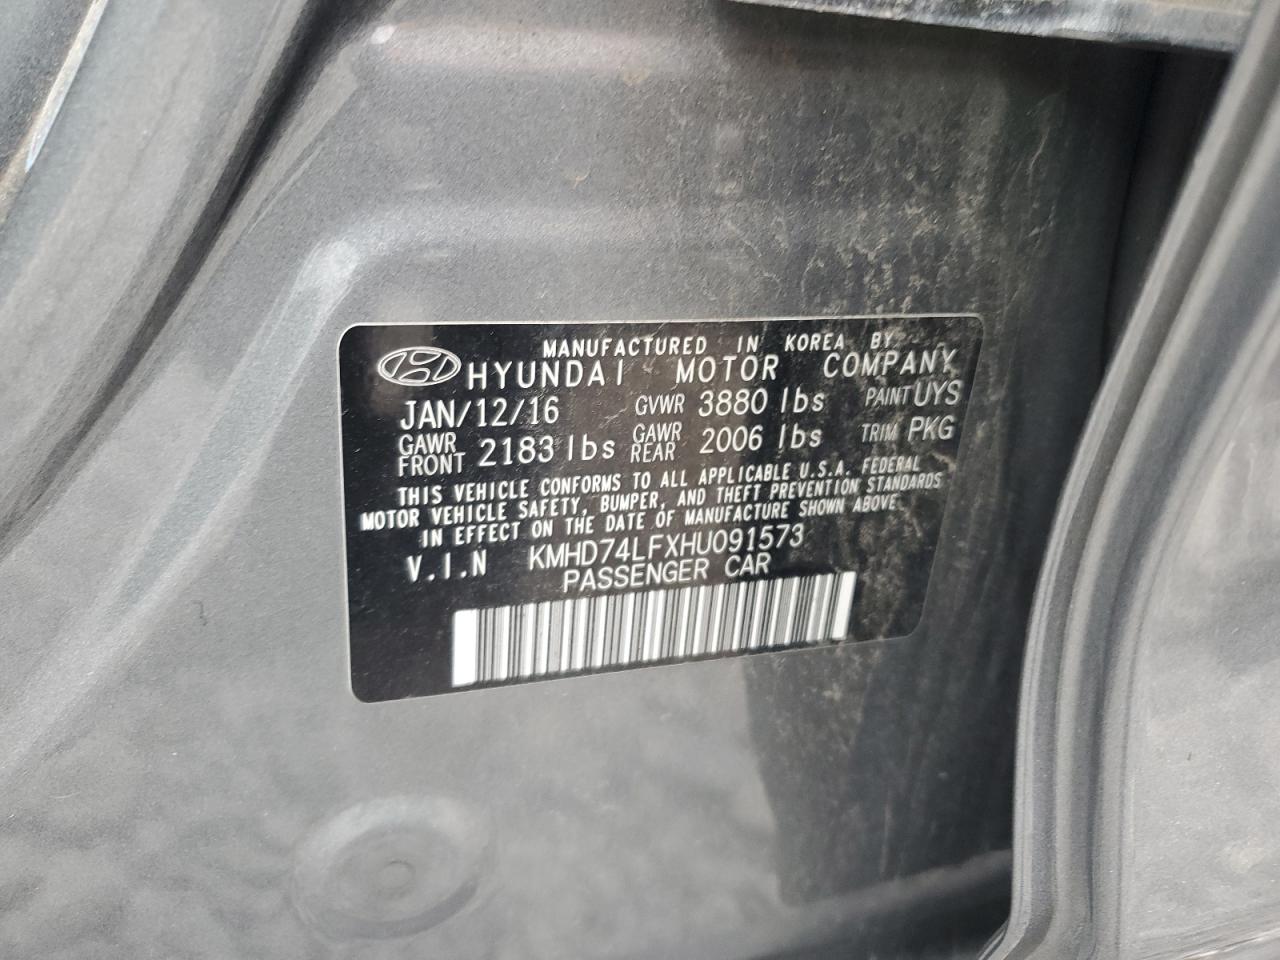 MANUFACTURED IN KOREA BY
HYUNDAI MOTOR COMPANY
JAN/12/16 GVWR 3880 lbs PAINT UYS
GAWR FRONT 2183 lbs GAWR REAR 2006 lbs TRIM PKG
THIS VEHICLE CONFORMS TO ALL APPLICABLE U.S.A. FEDERAL
MOTOR VEHICLE SAFETY, BUMPER, AND THEFT PREVENTION STANDARDS
IN EFFECT ON THE DATE OF MANUFACTURE SHOWN ABOVE.
V.I.N KMHD74LFXHU091573
PASSENGER CAR